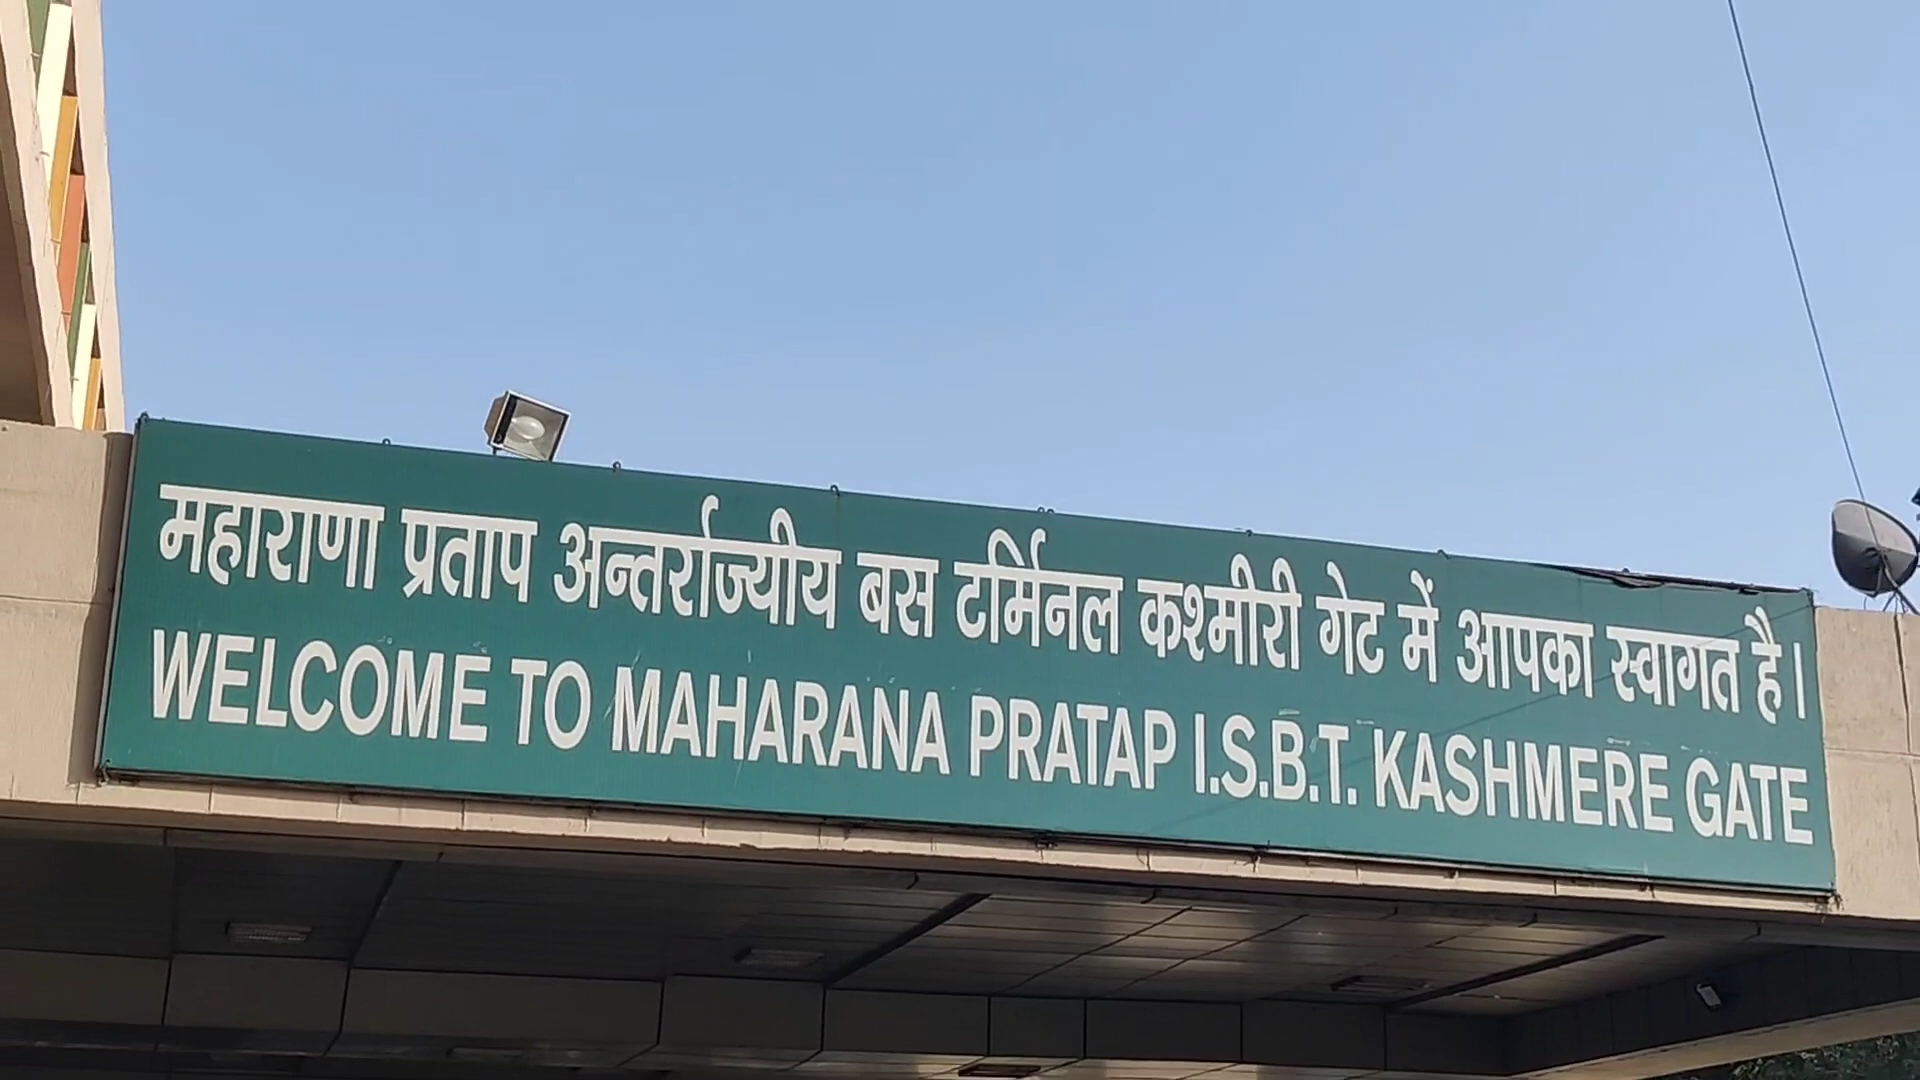 महाराणा प्रताप अन्तर्राज्यीय बस टर्मिनल कश्मीरी गेट में आपका स्वागत है।
WELCOME TO MAHARANA PRATAP I.S.B.T. KASHMERE GATE